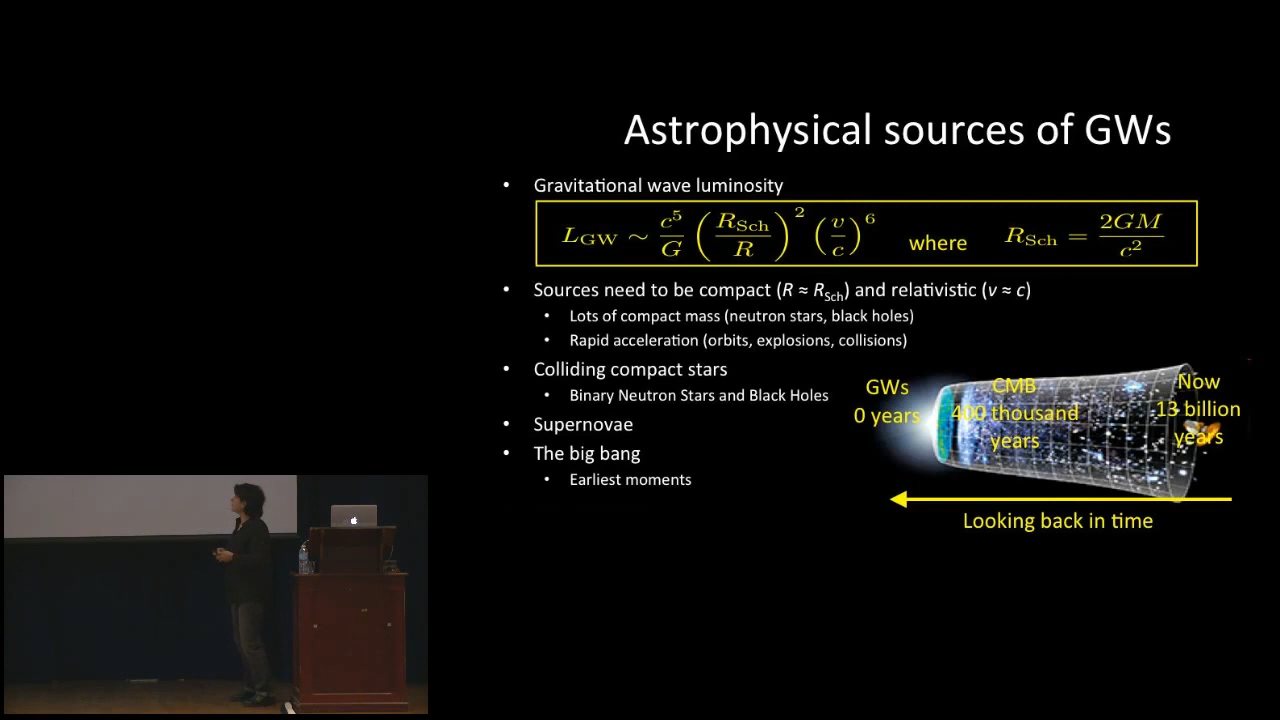 Astrophysical sources of GWs
• Gravitational wave luminosity
L_GW ∼ c^5/G (R_Sch/R)^2 (v/c)^6 where R_Sch = 2GM/c^2
• Sources need to be compact (R ≈ R_Sch) and relativistic (v ≈ c)
• Lots of compact mass (neutron stars, black holes)
• Rapid acceleration (orbits, explosions, collisions)
• Colliding compact stars
• Binary Neutron Stars and Black Holes
• Supernovae
• The big bang
• Earliest moments
GWs
0 years
CMB
400 thousand
years
Now
13 billion
years
Looking back in time